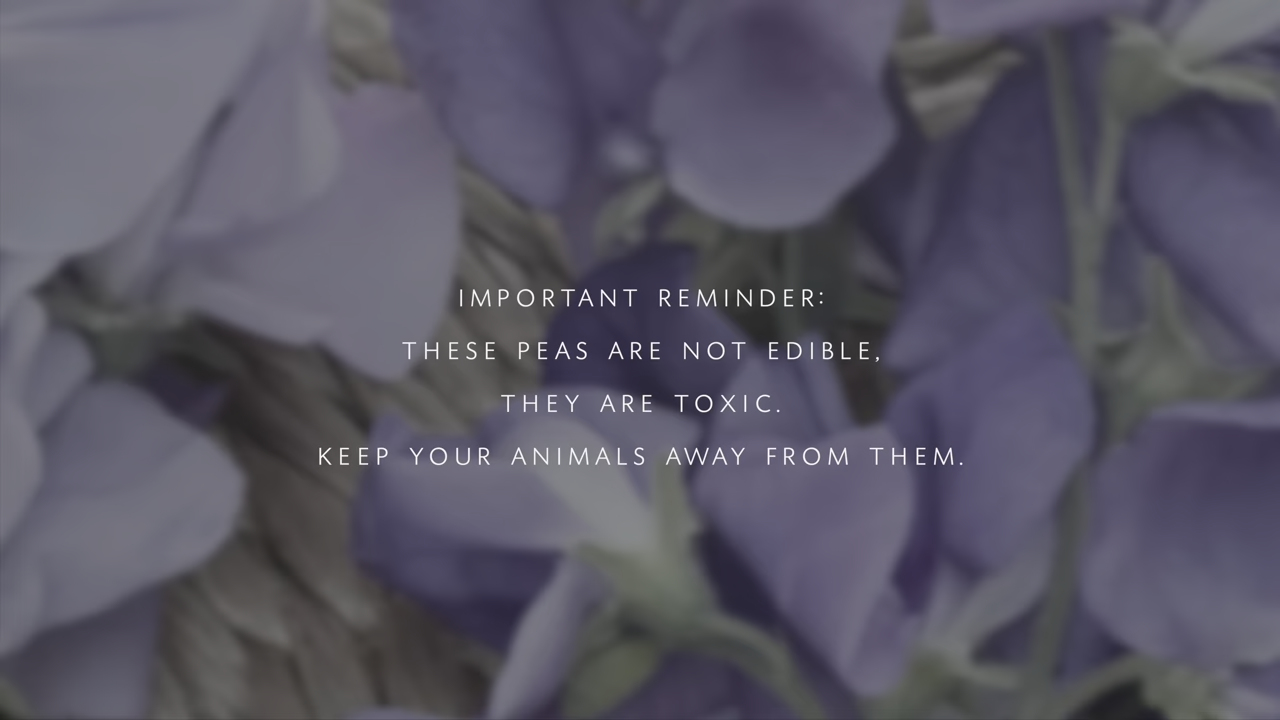 IMPORTANT REMINDER:
THESE PEAS ARE NOT EDIBLE,
THEY ARE TOXIC.
KEEP YOUR ANIMALS AWAY FROM THEM.